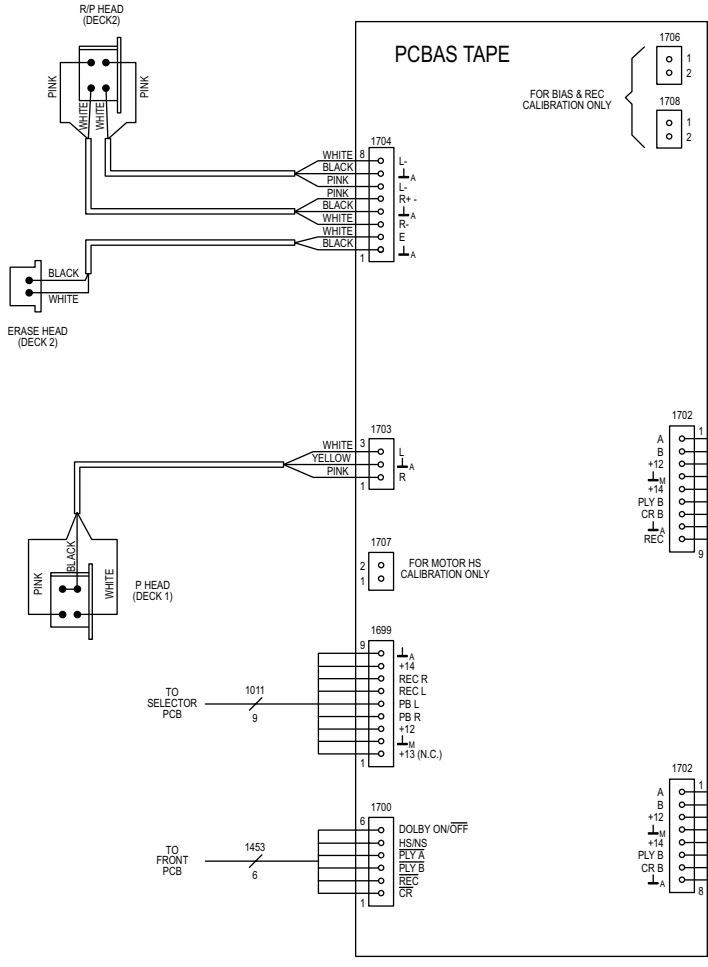 R/P HEAD
(DECK2)
PINK
PINK
WHITE
WHITE
PCBAS TAPE
1706
1
2
FOR BIAS & REC
CALIBRATION ONLY
1708
1
2
1704
WHITE 8 L-
BLACK A
PINK L-
PINK R+ -
BLACK A
WHITE R-
WHITE E
BLACK A
1
BLACK
WHITE
ERASE HEAD
(DECK 2)
1703
WHITE 3 L
YELLOW A
PINK R
1
BLACK
PINK
WHITE
P HEAD
(DECK 1)
1707
2
1
FOR MOTOR HS
CALIBRATION ONLY
1702
A 1
B
+12
M
+14
PLY B
CR B
A
REC
9
1699
9 A
+14
REC R
REC L
PB L
PB R
+12
M
+13 (N.C.)
1
TO
SELECTOR
PCB
1011
9
1700
6 DOLBY ON/OFF
HS/NS
PLY A
PLY B
REC
CR
1
TO
FRONT
PCB
1453
6
1702
A 1
B
+12
M
+14
PLY B
CR B
A
8